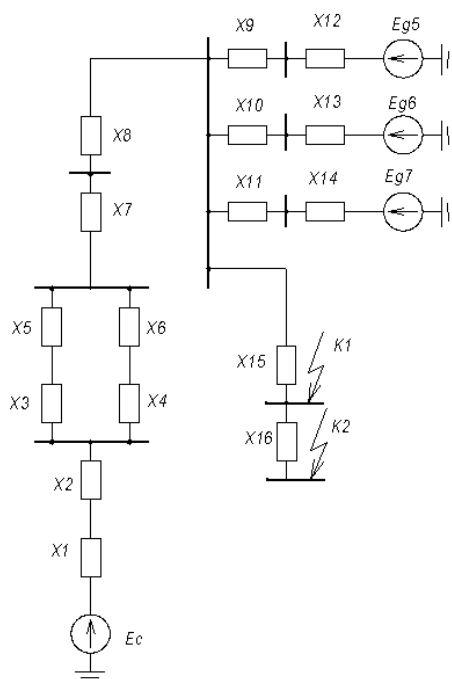 X9 X12 Eg5
X8 X10 X13 Eg6
X7 X11 X14 Eg7
X5 X6
X15 K1
X3 X4
X16 K2
X2
X1
Ec